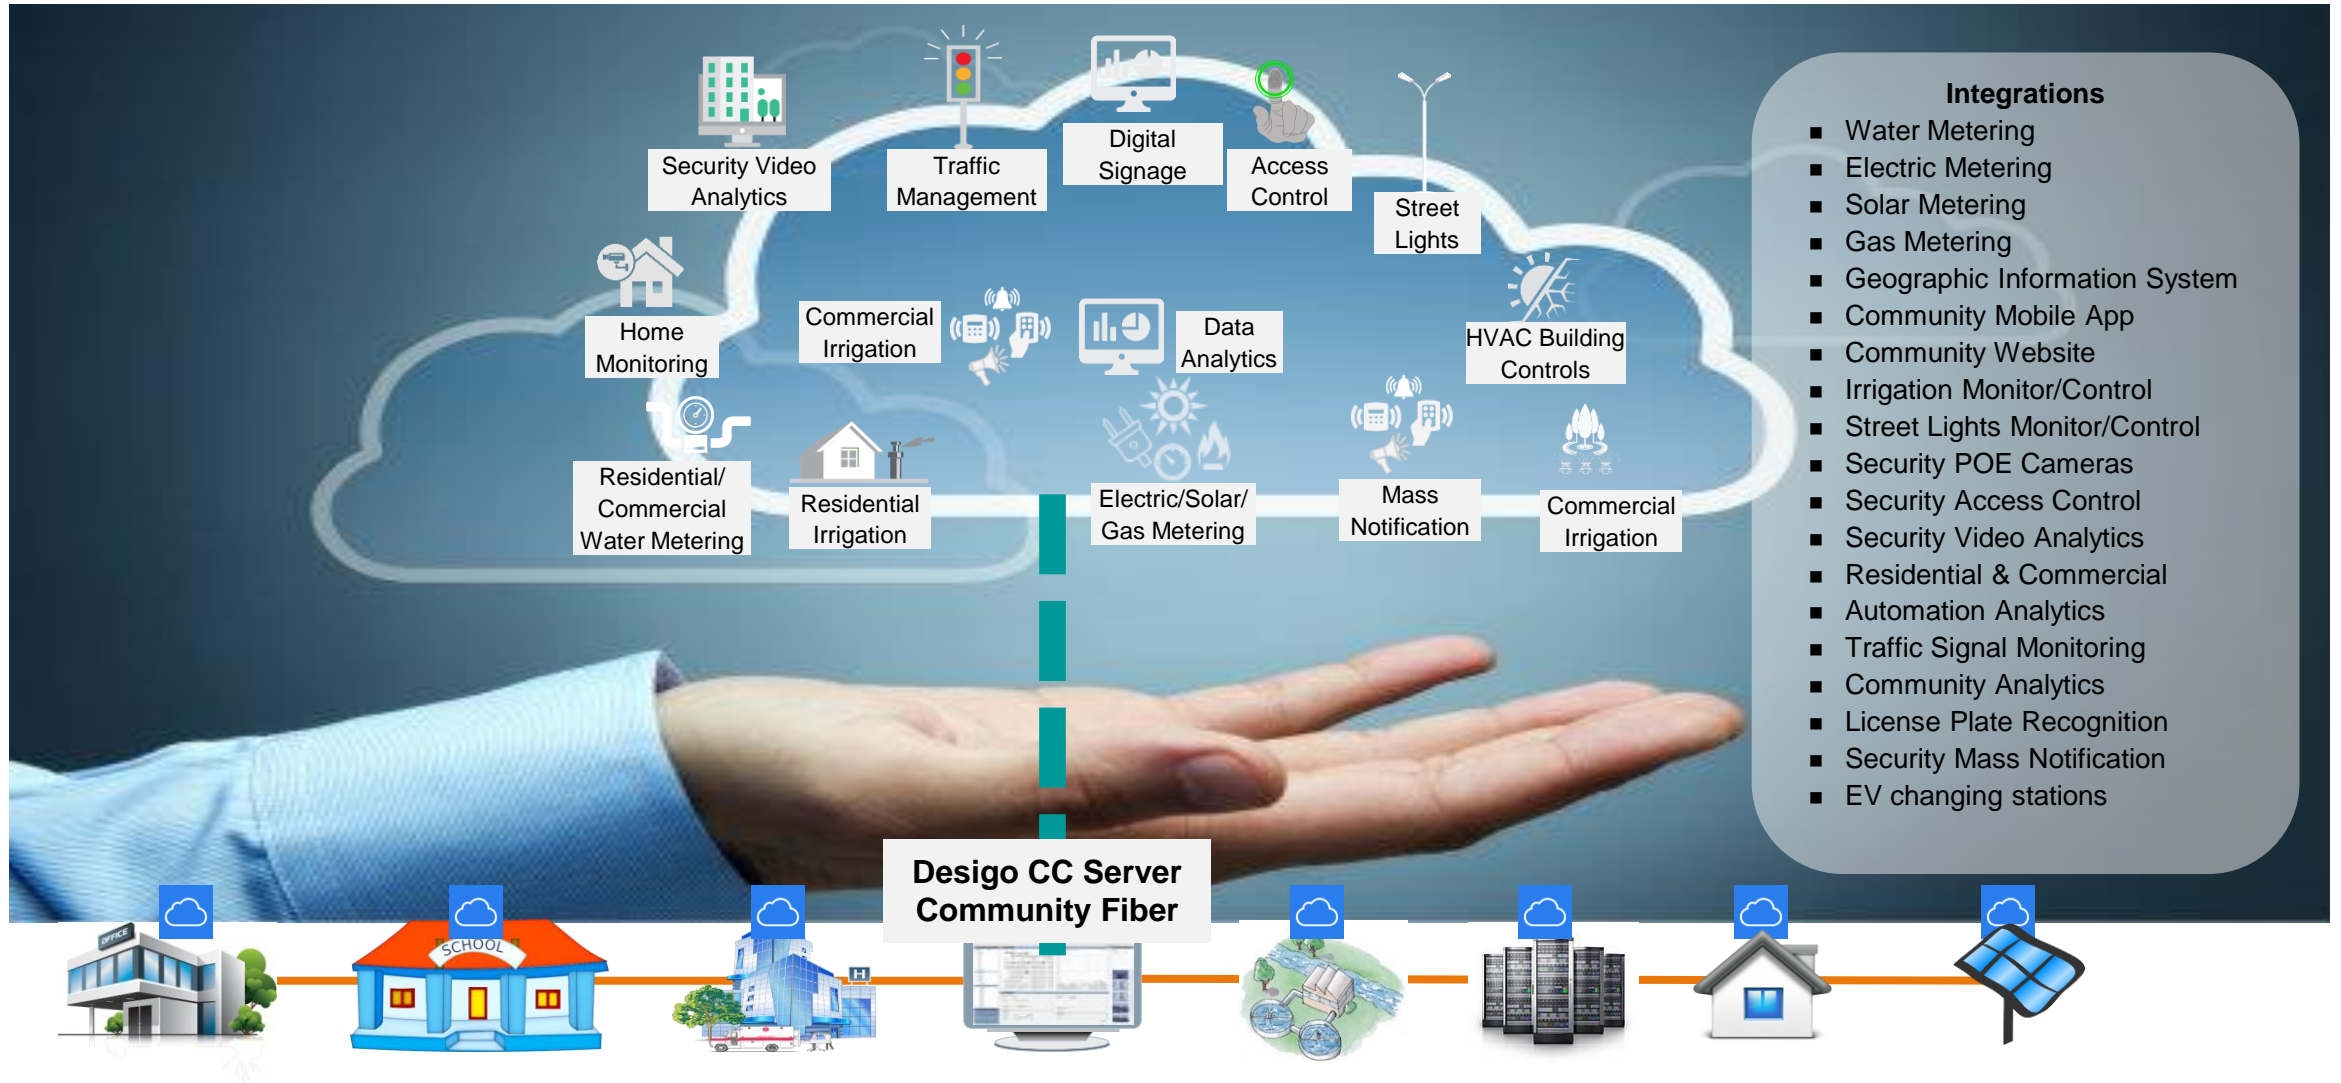 Security Video
Analytics
Traffic
Management
Digital
Signage
Access
Control
Street
Lights
Home
Monitoring
Commercial
Irrigation
Data
Analytics
HVAC Building
Controls
Residential/
Commercial
Water Metering
Residential
Irrigation
Electric/Solar/
Gas Metering
Mass
Notification
Commercial
Irrigation
Integrations
Water Metering
Electric Metering
Solar Metering
Gas Metering
Geographic Information System
Community Mobile App
Community Website
Irrigation Monitor/Control
Street Lights Monitor/Control
Security POE Cameras
Security Access Control
Security Video Analytics
Residential & Commercial
Automation Analytics
Traffic Signal Monitoring
Community Analytics
License Plate Recognition
Security Mass Notification
EV changing stations
Desigo CC Server
Community Fiber
OFFICE
SCHOOL
H